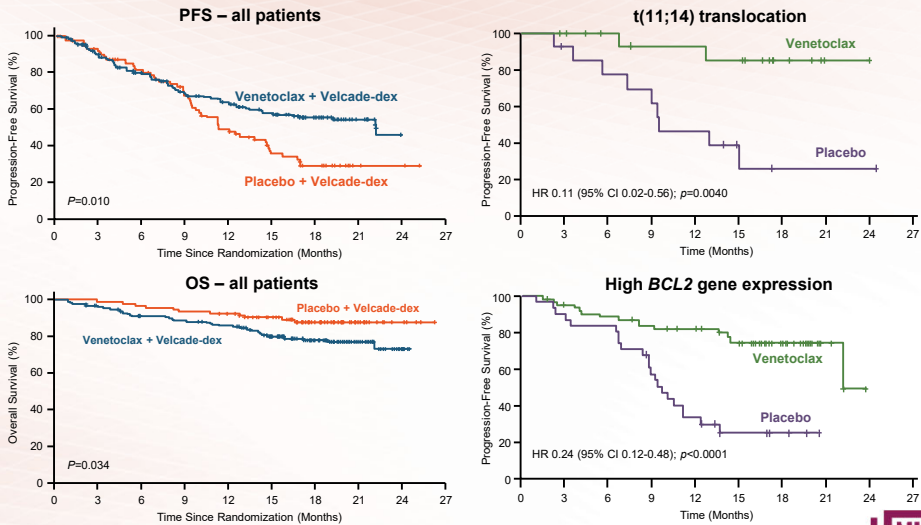 PFS – all patients
Progression-Free Survival (%)
100
80
60
40
20
0
Venetoclax + Velcade-dex
Placebo + Velcade-dex
P=0.010
0 3 6 9 12 15 18 21 24 27
Time Since Randomization (Months)
t(11;14) translocation
Progression-Free Survival (%)
100
80
60
40
20
0
Venetoclax
Placebo
HR 0.11 (95% CI 0.02-0.56); p=0.0040
0 3 6 9 12 15 18 21 24 27
Time (Months)
OS – all patients
Overall Survival (%)
100
80
60
40
20
0
Placebo + Velcade-dex
Venetoclax + Velcade-dex
P=0.034
0 3 6 9 12 15 18 21 24 27
Time Since Randomization (Months)
High BCL2 gene expression
Progression-Free Survival (%)
100
80
60
40
20
0
Venetoclax
Placebo
HR 0.24 (95% CI 0.12-0.48); p<0.0001
0 3 6 9 12 15 18 21 24 27
Time (Months)